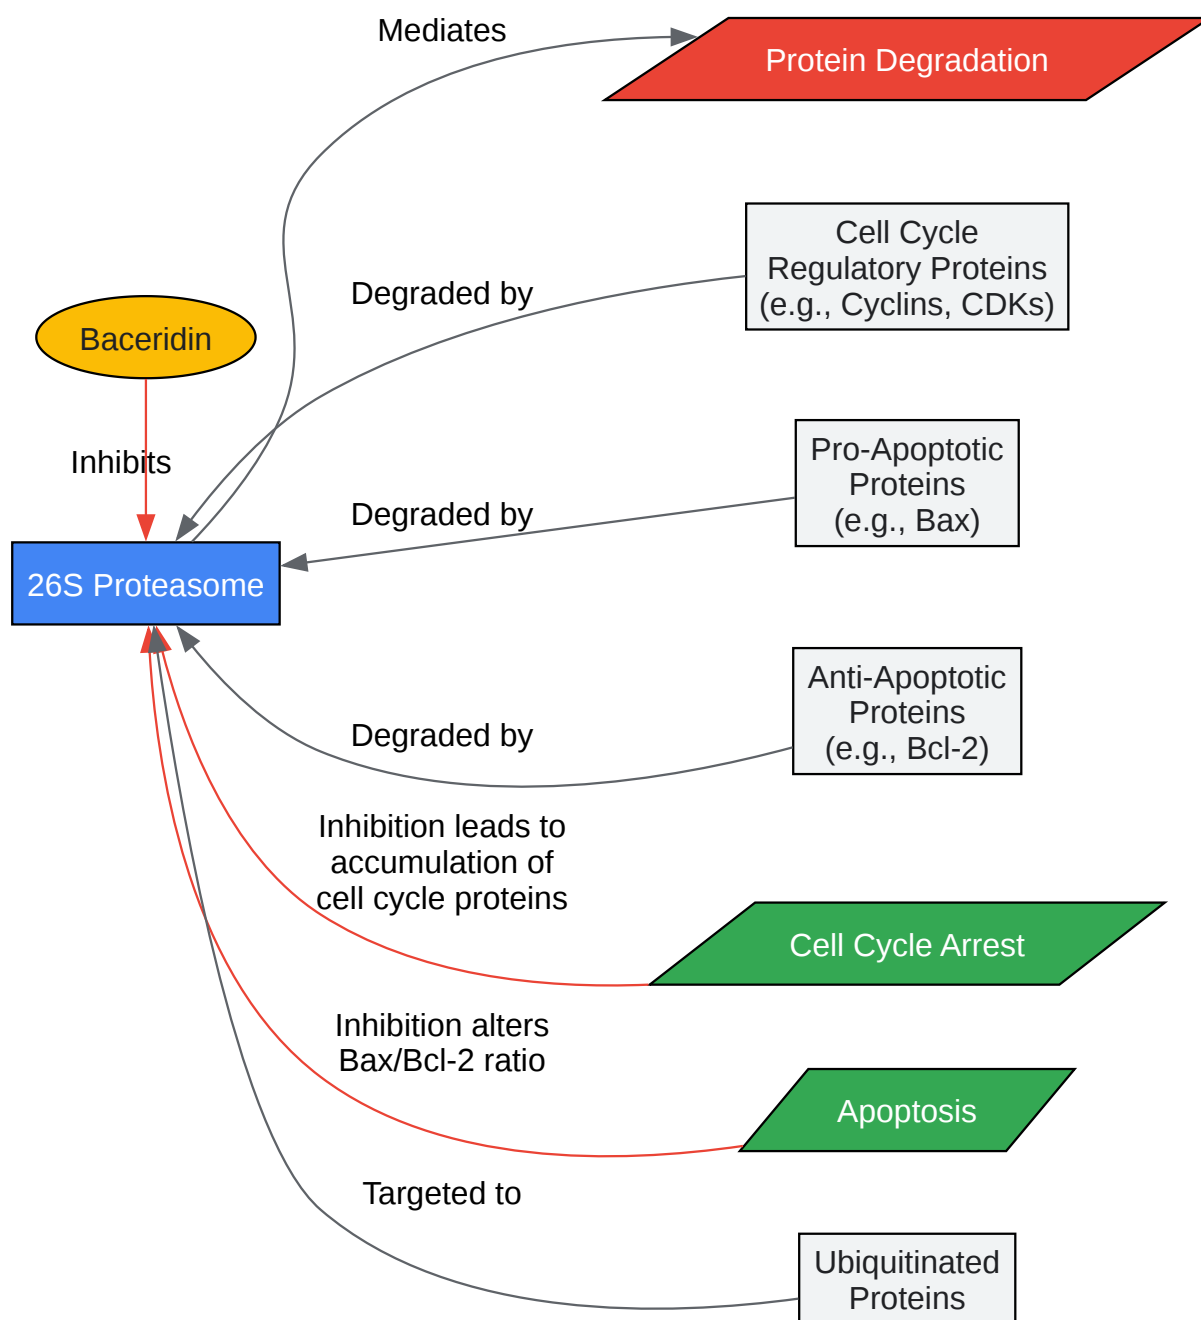 Mediates
Protein Degradation
Cell Cycle
Regulatory Proteins
(e.g., Cyclins, CDKs)
Degraded by
Baceridin
Inhibits
Pro-Apoptotic
Proteins
(e.g., Bax)
Degraded by
26S Proteasome
Anti-Apoptotic
Proteins
(e.g., Bcl-2)
Degraded by
Inhibition leads to
accumulation of
cell cycle proteins
Cell Cycle Arrest
Inhibition alters
Bax/Bcl-2 ratio
Apoptosis
Targeted to
Ubiquitinated
Proteins